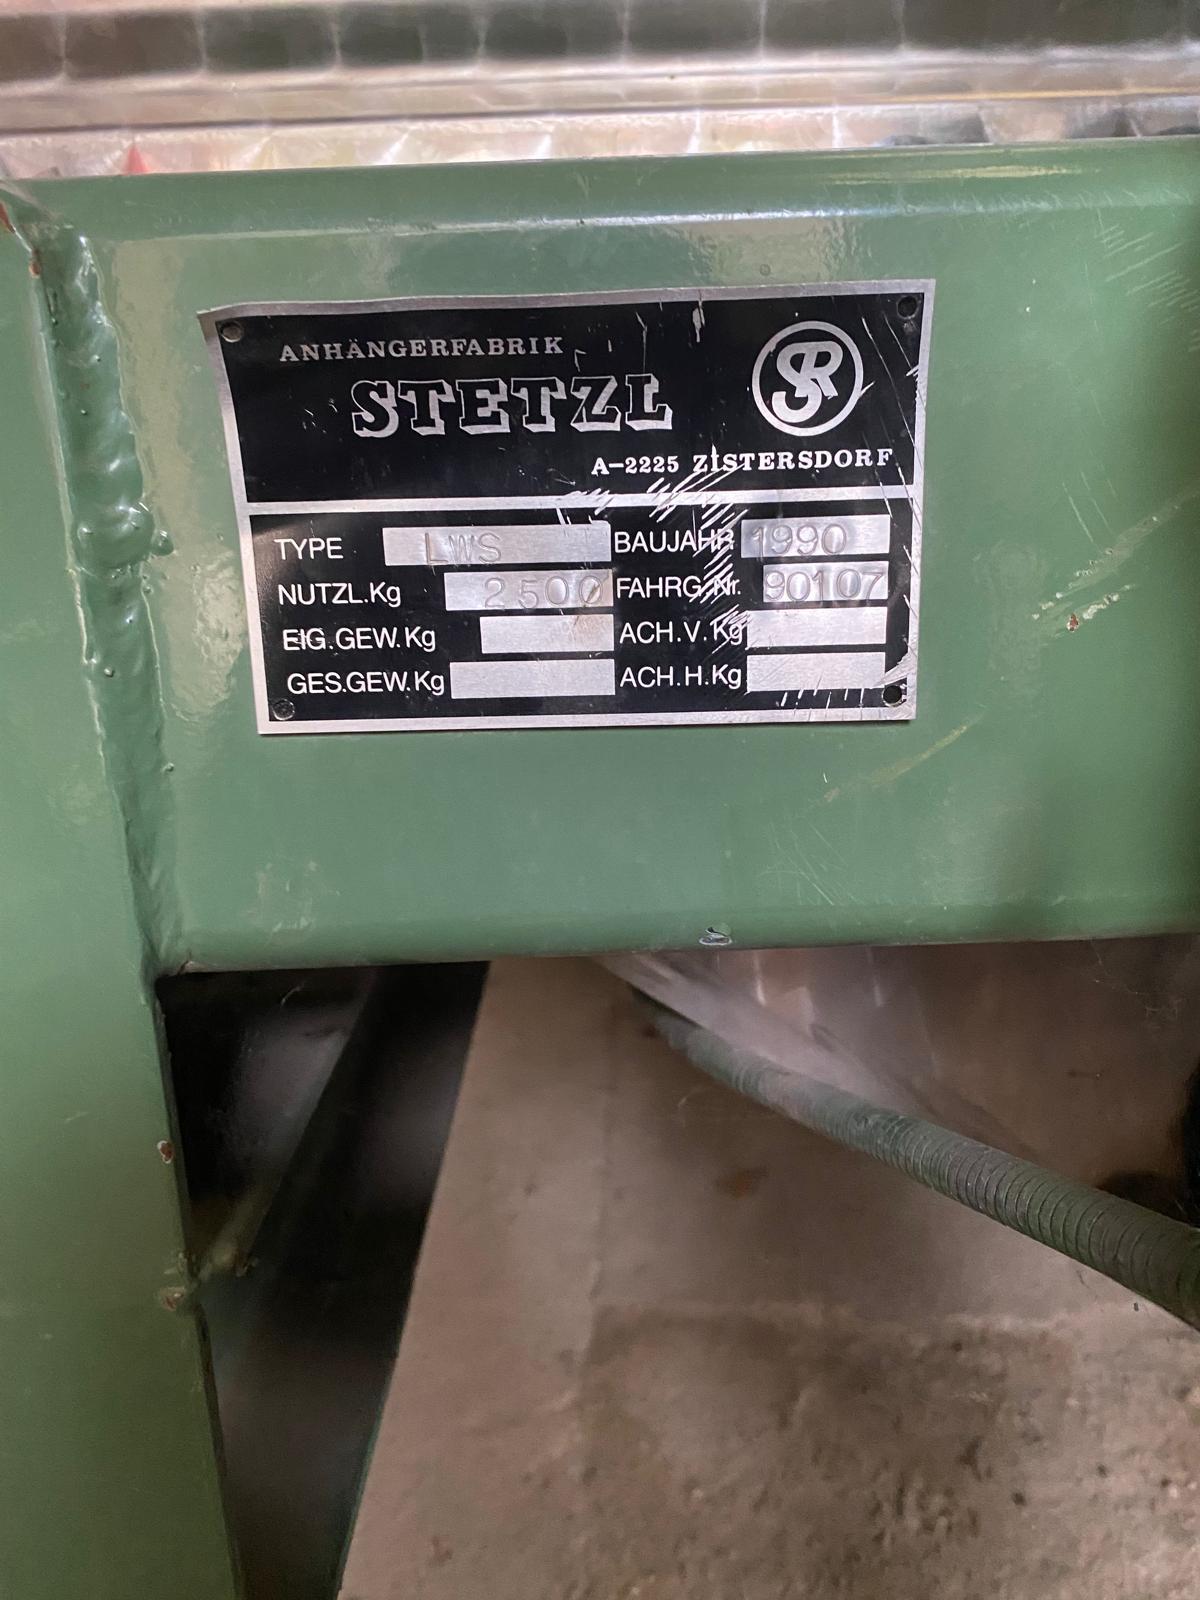 ANHÄNGERFABRIK
STETZL
SR
A-2225 ZISTERSDORF
TYPE LWS BAUJAHR 1990
NUTZL.Kg 2500 FAHRG.Nr. 90107
EIG.GEW.Kg ACH.V.Kg
GES.GEW.Kg ACH.H.Kg